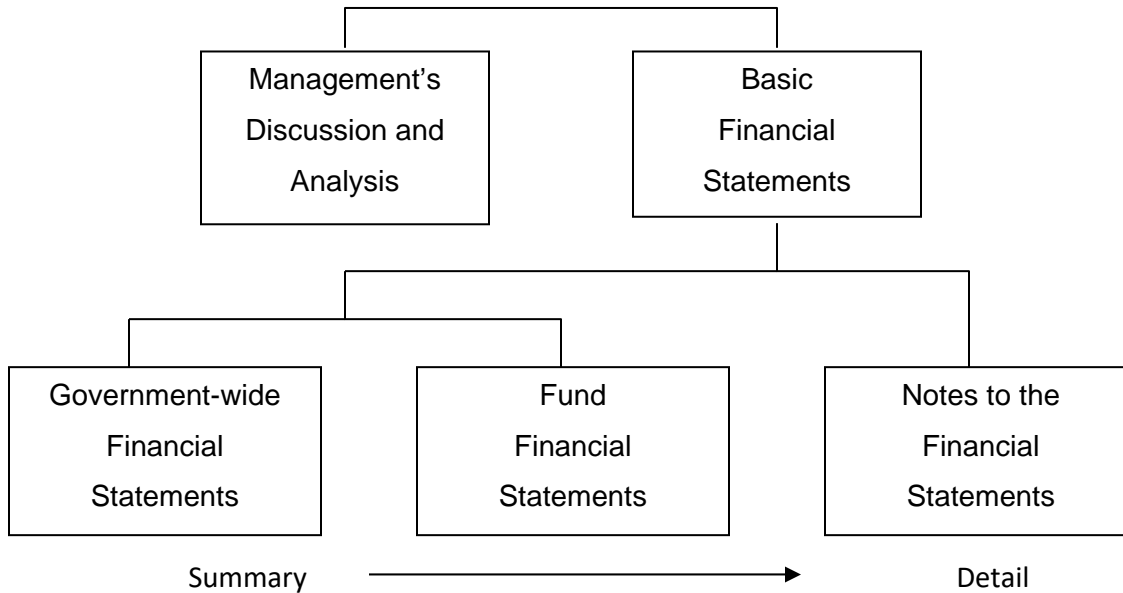 Management’s
Discussion and
Analysis
Basic
Financial
Statements
Government-wide
Financial
Statements
Fund
Financial
Statements
Notes to the
Financial
Statements
Summary
Detail